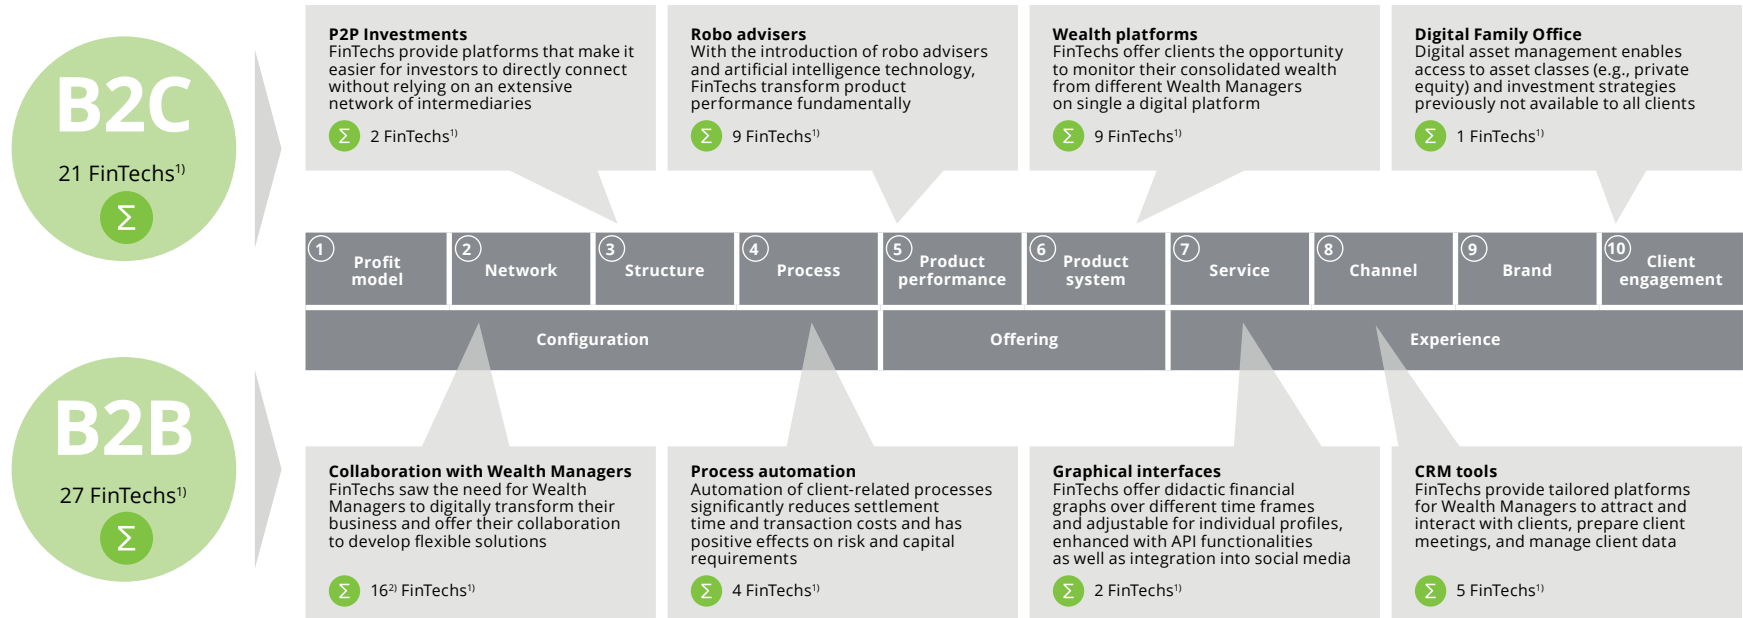 B2C
21 FinTechs1)
Σ
P2P Investments
FinTechs provide platforms that make it
easier for investors to directly connect
without relying on an extensive
network of intermediaries
Σ 2 FinTechs1)
Robo advisers
With the introduction of robo advisers
and artificial intelligence technology,
FinTechs transform product
performance fundamentally
Σ 9 FinTechs1)
Wealth platforms
FinTechs offer clients the opportunity
to monitor their consolidated wealth
from different Wealth Managers
on single a digital platform
Σ 9 FinTechs1)
Digital Family Office
Digital asset management enables
access to asset classes (e.g., private
equity) and investment strategies
previously not available to all clients
Σ 1 FinTechs1)
1 Profit
model
2 Network
3 Structure
4 Process
5 Product
performance
6 Product
system
7 Service
8 Channel
9 Brand
10 Client
engagement
Configuration
Offering
Experience
B2B
27 FinTechs1)
Σ
Collaboration with Wealth Managers
FinTechs saw the need for Wealth
Managers to digitally transform their
business and offer their collaboration
to develop flexible solutions
Σ 162) FinTechs1)
Process automation
Automation of client-related processes
significantly reduces settlement
time and transaction costs and has
positive effects on risk and capital
requirements
Σ 4 FinTechs1)
Graphical interfaces
FinTechs offer didactic financial
graphs over different time frames
and adjustable for individual profiles,
enhanced with API functionalities
as well as integration into social media
Σ 2 FinTechs1)
CRM tools
FinTechs provide tailored platforms
for Wealth Managers to attract and
interact with clients, prepare client
meetings, and manage client data
Σ 5 FinTechs1)